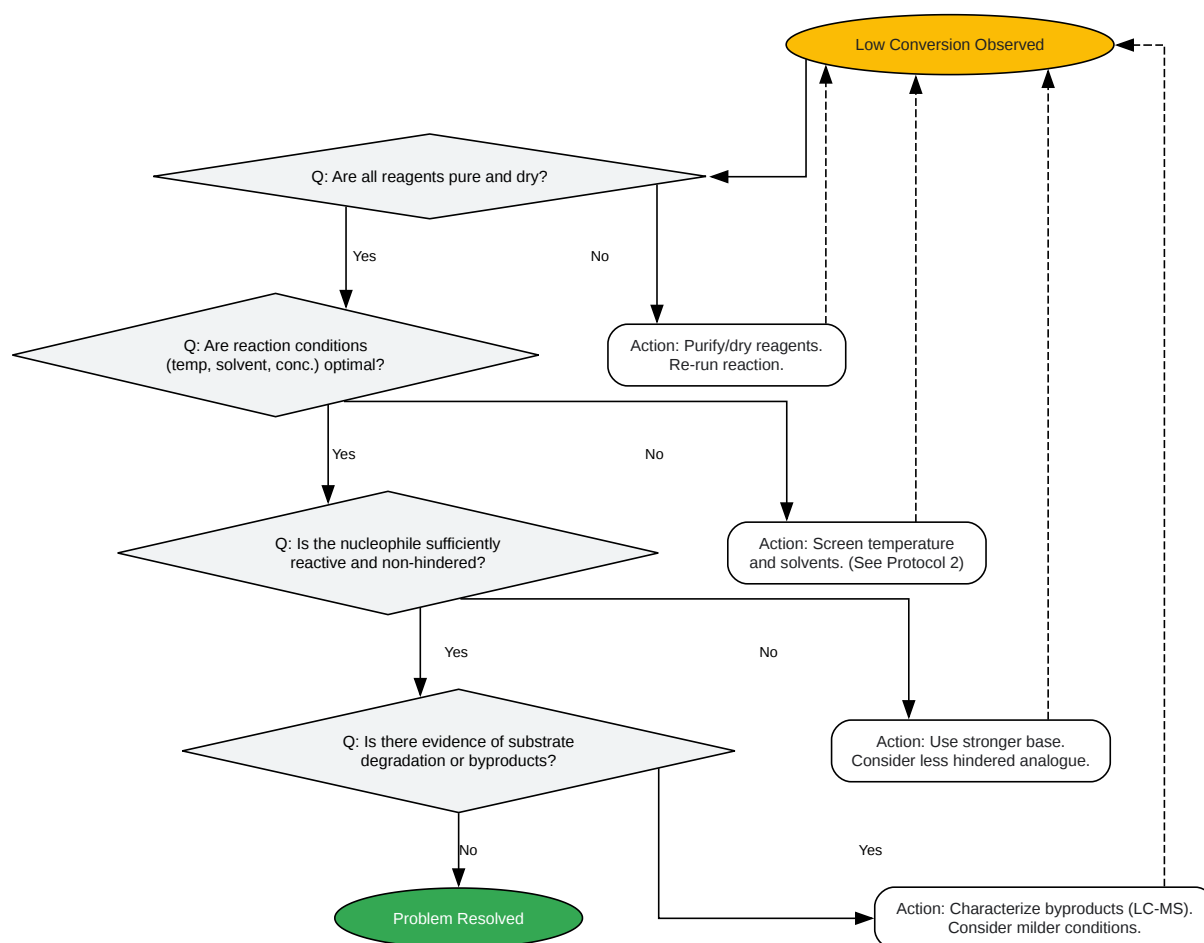 Low Conversion Observed
Q: Are all reagents pure and dry?
Yes
No
Q: Are reaction conditions
(temp, solvent, conc.) optimal?
Action: Purify/dry reagents.
Re-run reaction.
Yes
No
Q: Is the nucleophile sufficiently
reactive and non-hindered?
Action: Screen temperature
and solvents. (See Protocol 2)
Yes
No
Q: Is there evidence of substrate
degradation or byproducts?
Action: Use stronger base.
Consider less hindered analogue.
No
Yes
Problem Resolved
Action: Characterize byproducts (LC-MS).
Consider milder conditions.